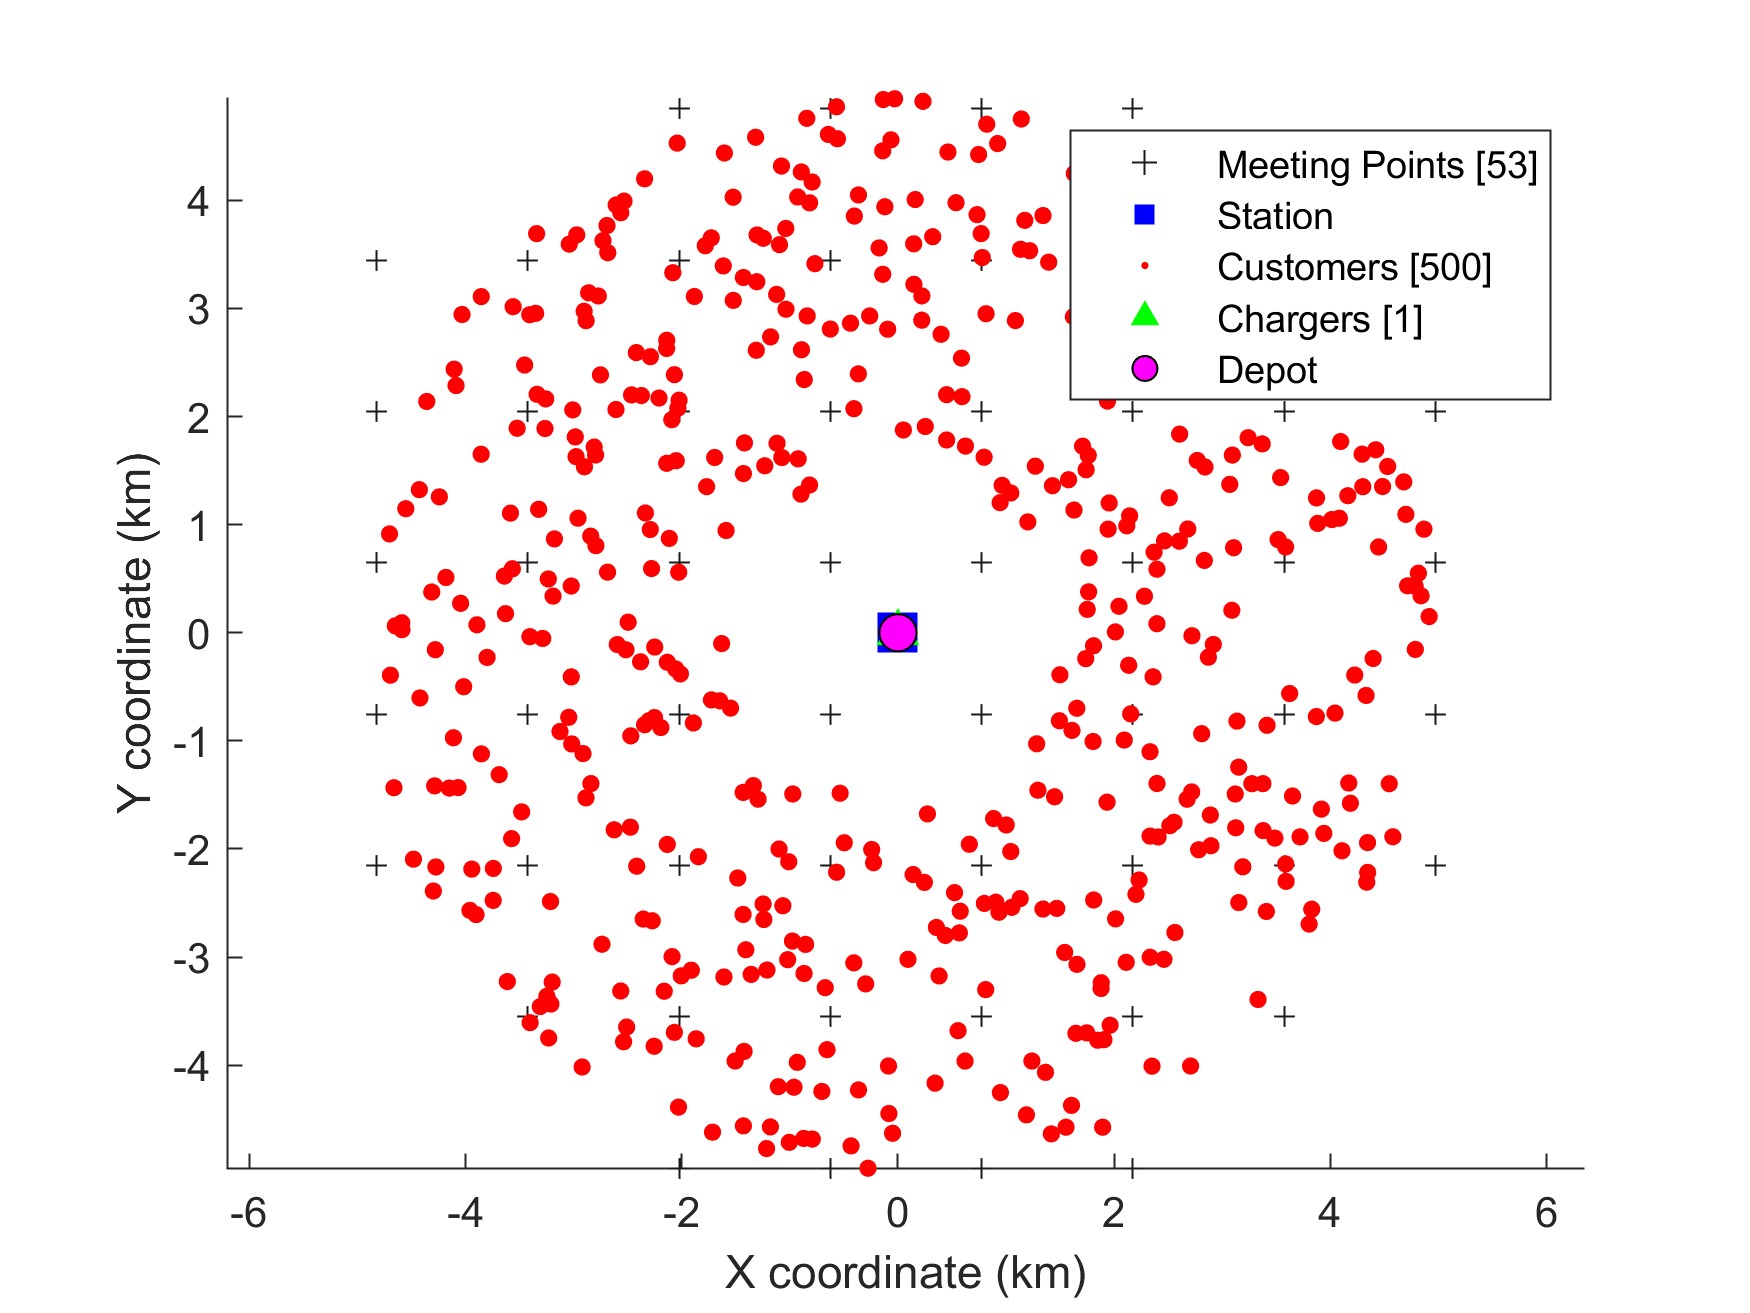 Meeting Points [53]
Station
Customers [500]
Chargers [1]
Depot
4
3
2
1
0
-1
-2
-3
-4
Y coordinate (km)
-6 -4 -2 0 2 4 6
X coordinate (km)